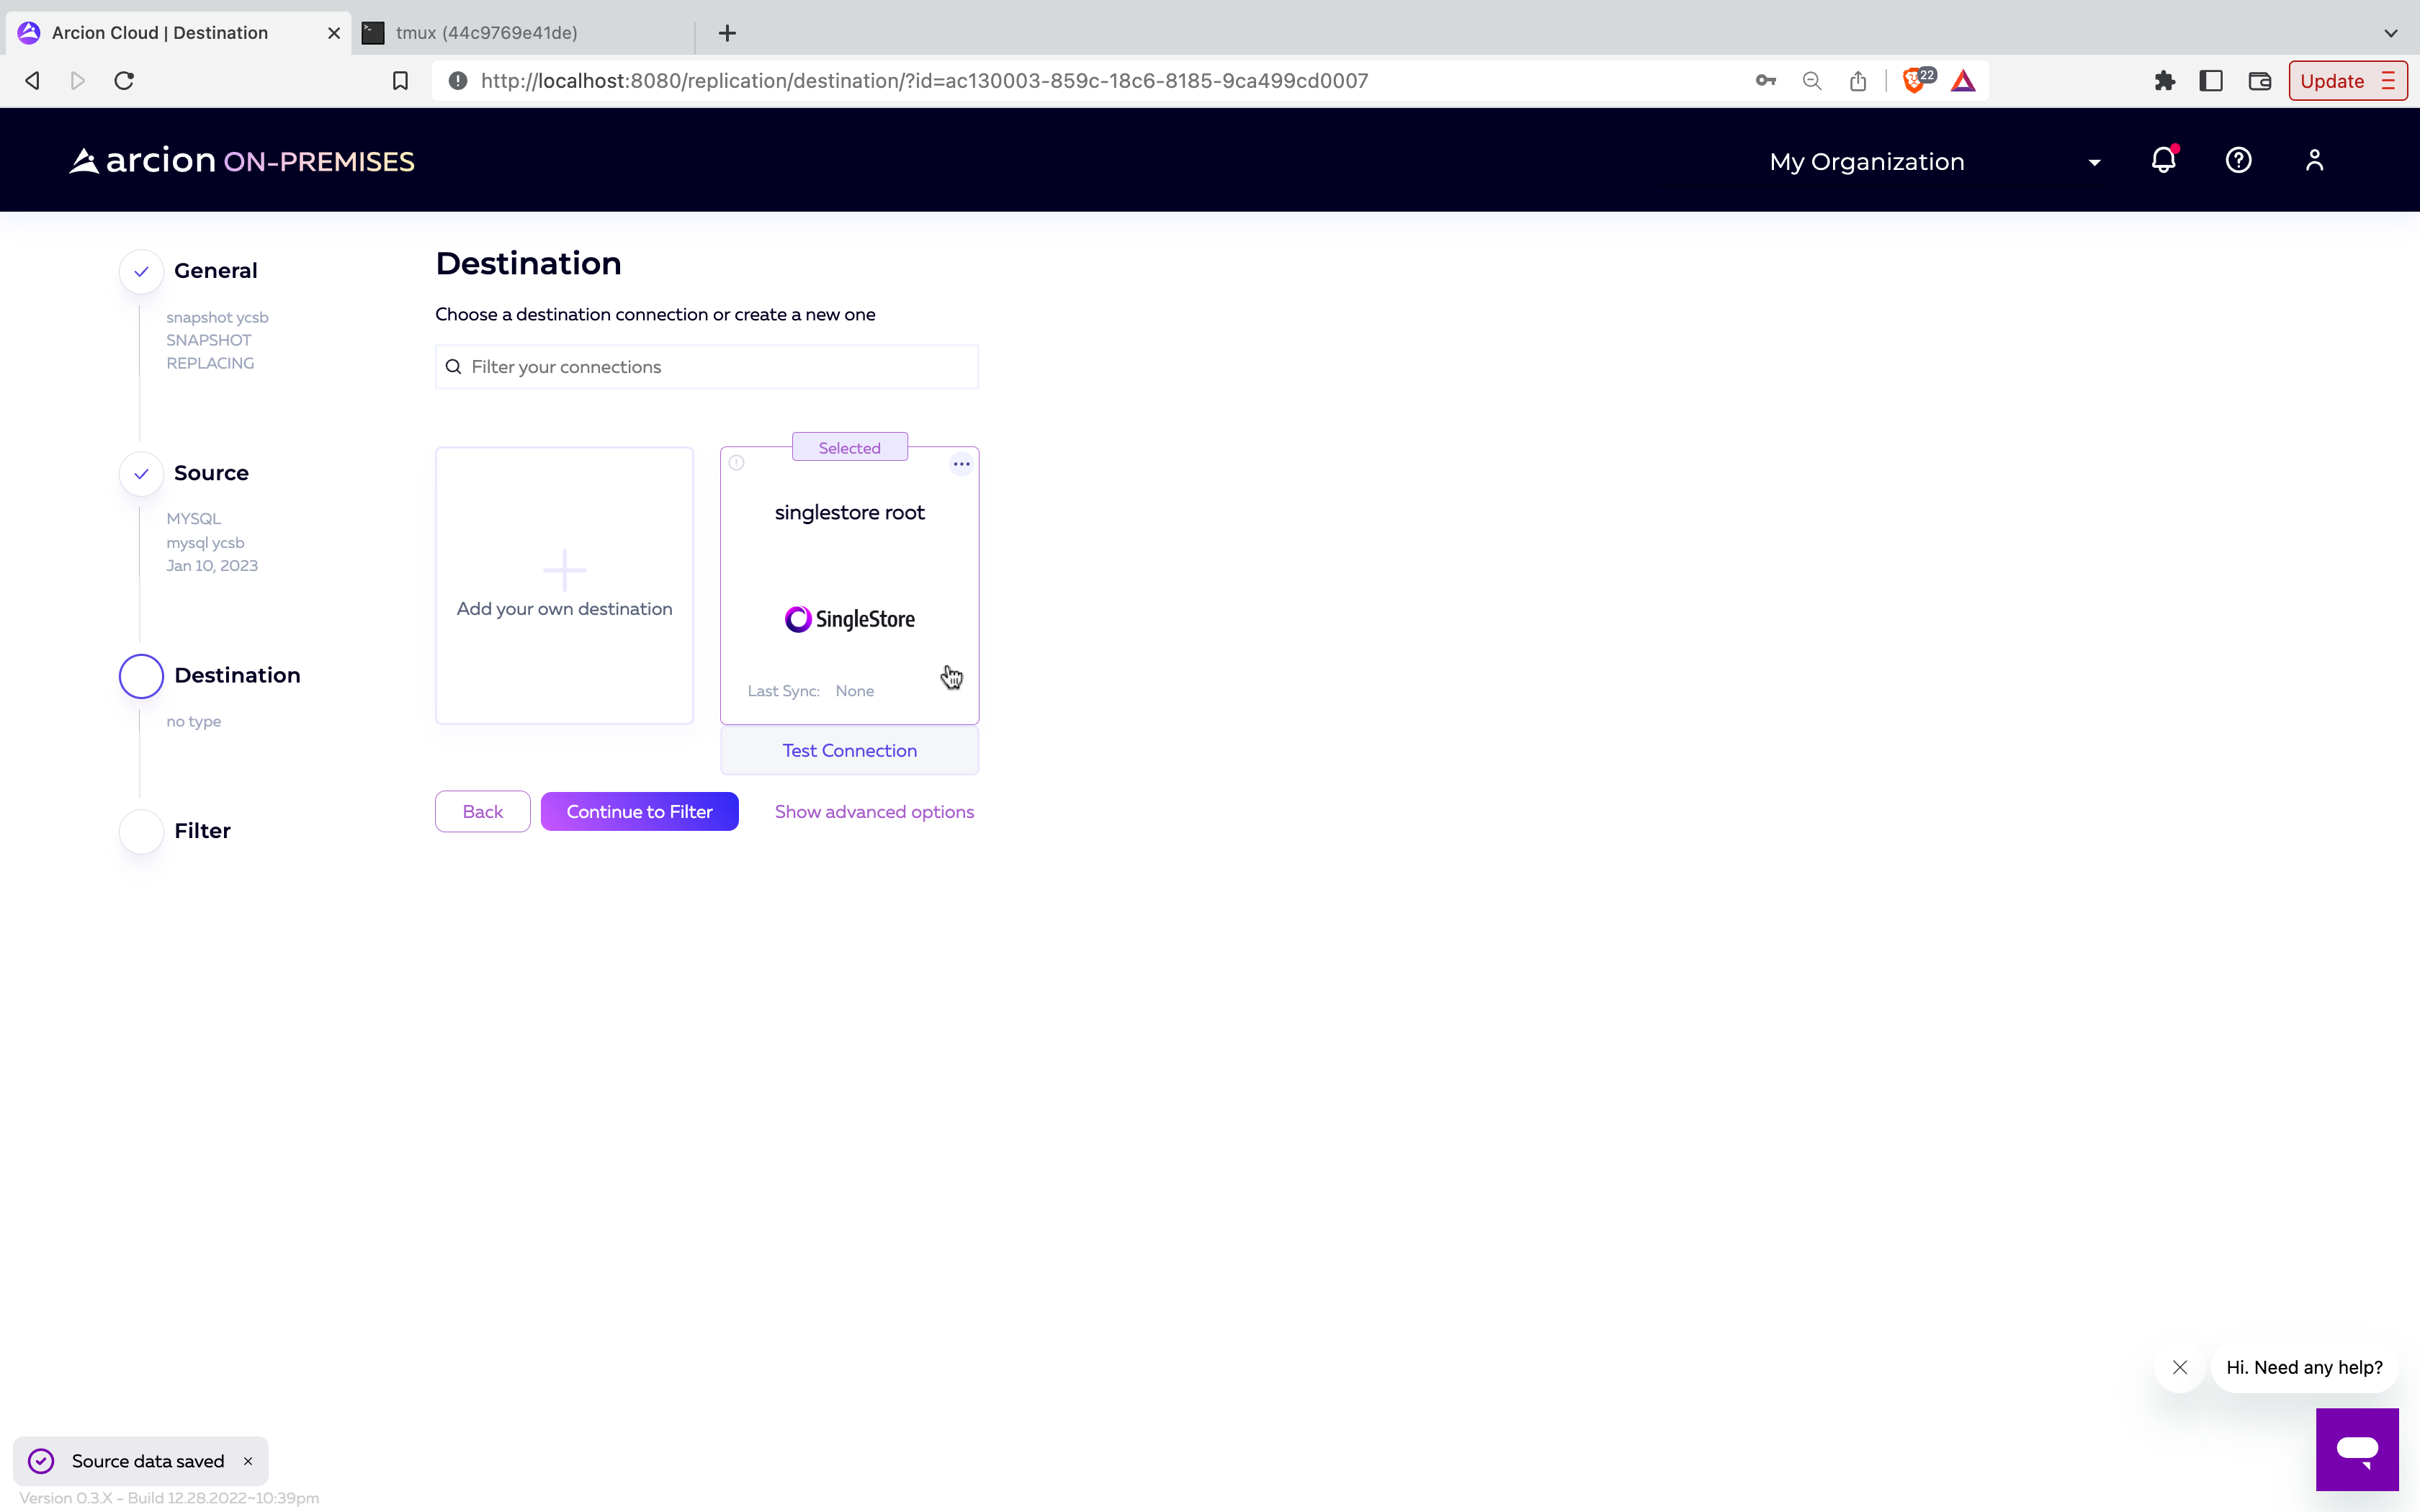 Arcion Cloud | Destination
tmux (44c9769e41de)
http://localhost:8080/replication/destination/?id=ac130003-859c-18c6-8185-9ca499cd0007
22
Update
arcion ON-PREMISES
My Organization
General
snapshot ycsb
SNAPSHOT
REPLACING
Source
MYSQL
mysql ycsb
Jan 10, 2023
Destination
no type
Filter
Destination
Choose a destination connection or create a new one
Filter your connections
Add your own destination
Selected
singlestore root
SingleStore
Last Sync: None
Test Connection
Back
Continue to Filter
Show advanced options
Hi. Need any help?
Source data saved
Version 0.3.X - Build 12.28.2022~10:39pm